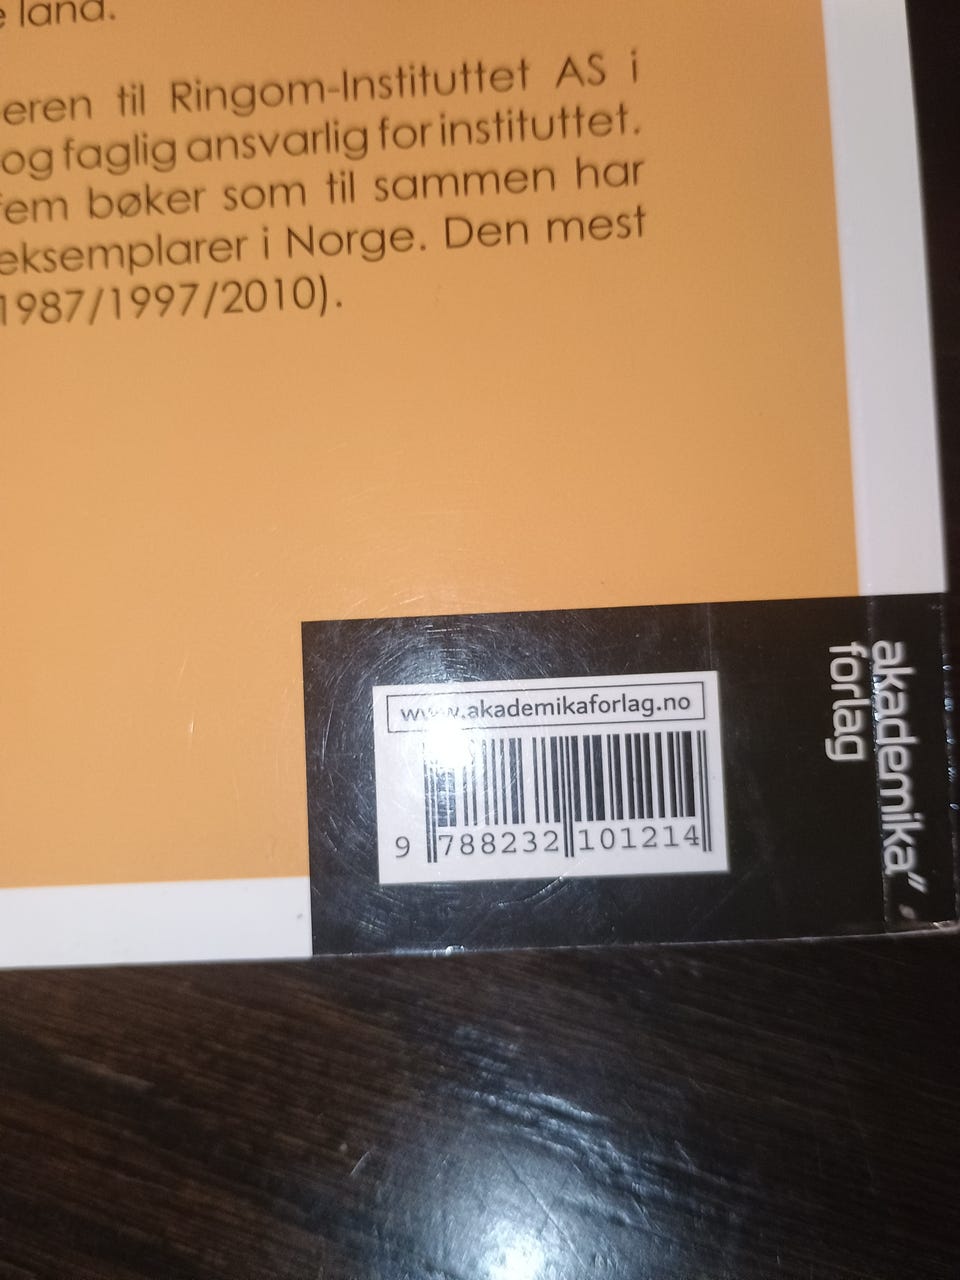 e land.
eren til Ringom-Instituttet AS i
og faglig ansvarlig for instituttet.
fem bøker som til sammen har
eksemplarer i Norge. Den mest
1987/1997/2010).
www.akademikaforlag.no
9 788232 101214
akademika"
forlag